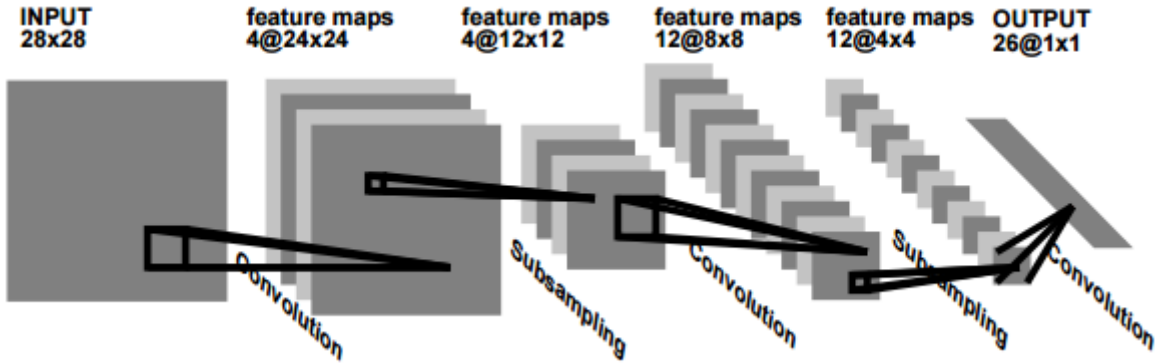 INPUT
28x28
feature maps
4@24x24
feature maps
4@12x12
feature maps
12@8x8
feature maps
12@4x4
OUTPUT
26@1x1
Convolution
Subsampling
Convolution
Subsampling
Convolution